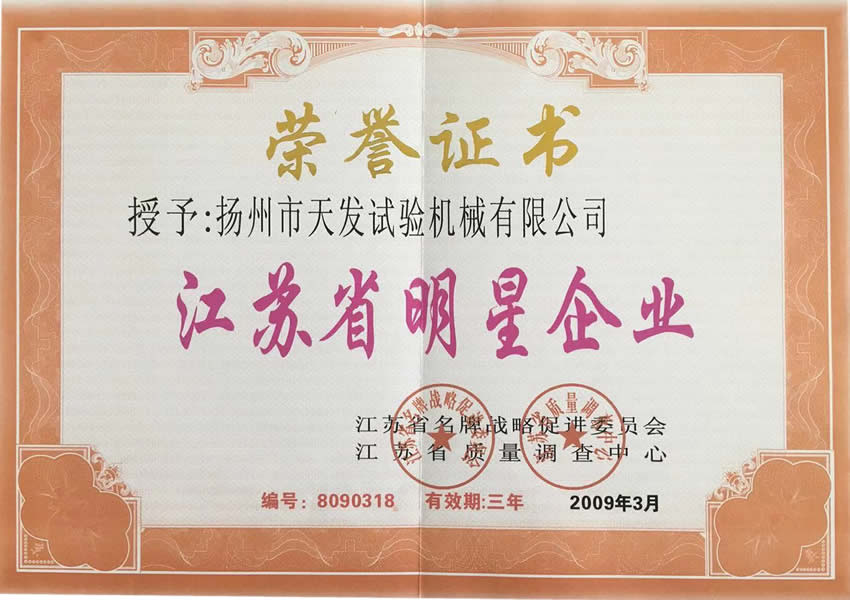 荣誉证书
授予:扬州市天发试验机械有限公司
江苏省明星企业
江苏省名牌战略促进委员会
江苏省质量调查中心
编号：8090318 有效期:三年 2009年3月